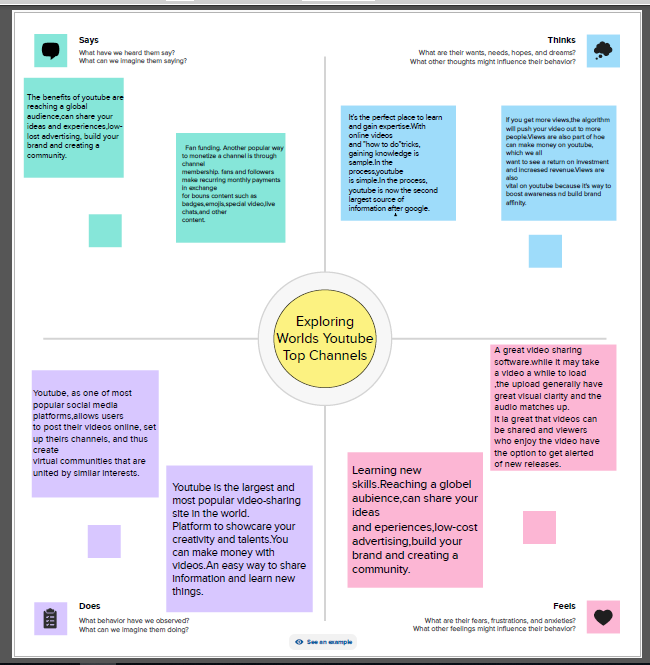 Says
What have we heard them say?
What can we imagine them saying?
The benefits of youtube are
reaching a global
audience,can share your
ideas and experiences,low-
lost advertising, build your
brand and creating a
community.
Fan funding. Another popular way
to monetize a channel is through
channel
membership. fans and followers
make recurring monthly payments
in exchange
for bouns content such as
badges,emojis,special video,live
chats,and other
content.
Thinks
What are their wants, needs, hopes, and dreams?
What other thoughts might influence their behavior?
It's the perfect place to learn
and gain expertise.With
online videos
and "how to do"tricks,
gaining knowledge is
sample.In the
process,youtube
is simple.In the process,
youtube is now the second
largest source of
information after google.
If you get more views,the algorithm
will push your video out to more
people.Views are also part of hoe
can make money on youtube,
which we all
want to see a return on investment
and increased revenue.Views are
also
vital on youtube because it's way to
boost awareness nd build brand
affinity.
Exploring
Worlds Youtube
Top Channels
Youtube, as one of most
popular social media
platforms,allows users
to post their videos online, set
up theirs channels, and thus
create
virtual communities that are
united by similar interests.
Youtube is the largest and
most popular video-sharing
site in the world.
Platform to showcare your
creativity and talents.You
can make money with
videos.An easy way to share
information and learn new
things.
Does
What behavior have we observed?
What can we imagine them doing?
A great video sharing
software.while it may take
a video a while to load
,the upload generally have
great visual clarity and the
audio matches up.
It is great that videos can
be shared and viewers
who enjoy the video have
the option to get alerted
of new releases.
Learning new
skills.Reaching a globel
aubience,can share your
ideas
and eperiences,low-cost
advertising,build your
brand and creating a
community.
Feels
What are their fears, frustrations, and anxieties?
What other feelings might influence their behavior?
See an example